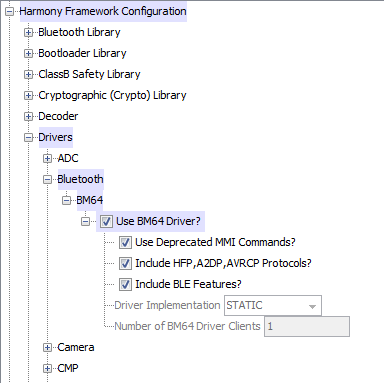 Harmony Framework Configuration
Bluetooth Library
Bootloader Library
ClassB Safety Library
Cryptographic (Crypto) Library
Decoder
Drivers
ADC
Bluetooth
BM64
Use BM64 Driver?
Use Deprecated MMI Commands?
Include HFP,A2DP,AVRCP Protocols?
Include BLE Features?
Driver Implementation STATIC
Number of BM64 Driver Clients 1
Camera
CMP